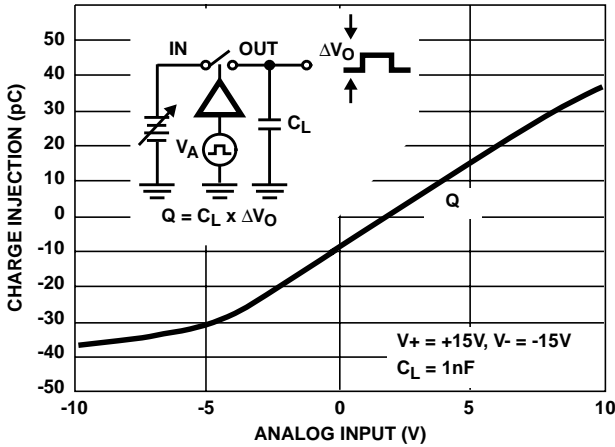 CHARGE INJECTION (pC)
50
40
30
20
10
0
-10
-20
-30
-40
-50
IN
OUT
ΔVO
CL
VA
Q = CL x ΔVO
Q
V+ = +15V, V- = -15V
CL = 1nF
-10
-5
0
5
10
ANALOG INPUT (V)